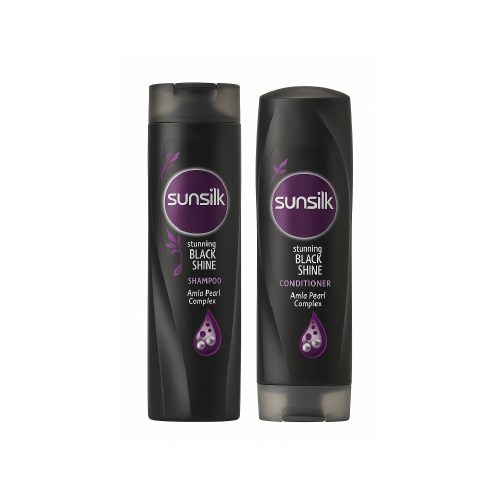 sunsilk
stunning
BLACK
SHINE
SHAMPOO
Amla Pearl
Complex
sunsilk
stunning
BLACK
SHINE
CONDITIONER
Amla Pearl
Complex